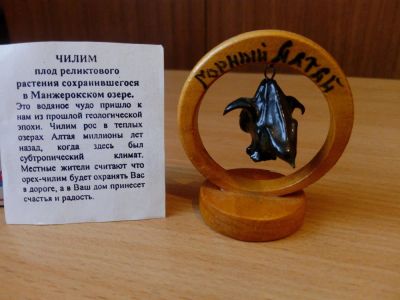 ЧИЛИМ
плод реликтового
растения сохранившегося
в Манжерокском озере.
Это водяное чудо пришло к
нам из прошлой геологической
эпохи. Чилим рос в теплых
озерах Алтая миллионы лет
назад, когда здесь был
субтропический климат.
Местные жители считают что
орех-чилим будет охранять Вас
в дороге, а в Ваш дом принесет
счастья и радость.
ГОРНЫЙ АЛТАЙ